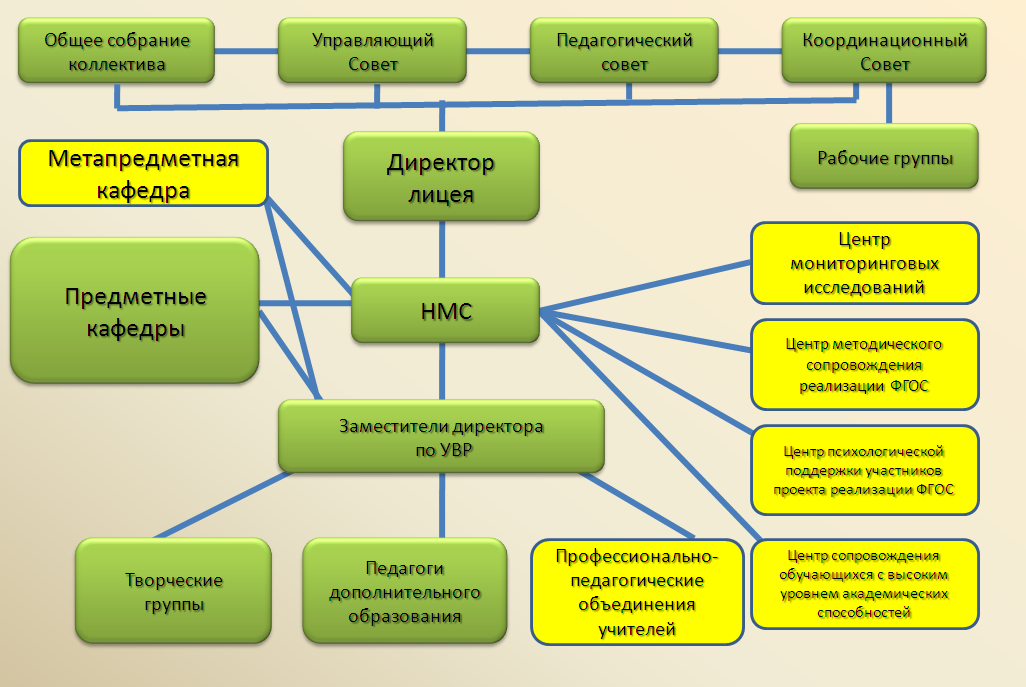 Общее собрание
коллектива
Управляющий
Совет
Педагогический
совет
Координационный
Совет
Метапредметная
кафедра
Директор
лицея
Рабочие группы
Предметные
кафедры
НМС
Центр
мониторинговых
исследований
Центр методического
сопровождения
реализации ФГОС
Заместители директора
по УВР
Центр психологической
поддержки участников
проекта реализации ФГОС
Творческие
группы
Педагоги
дополнительного
образования
Профессионально-
педагогические
объединения
учителей
Центр сопровождения
обучающихся с высоким
уровнем академических
способностей